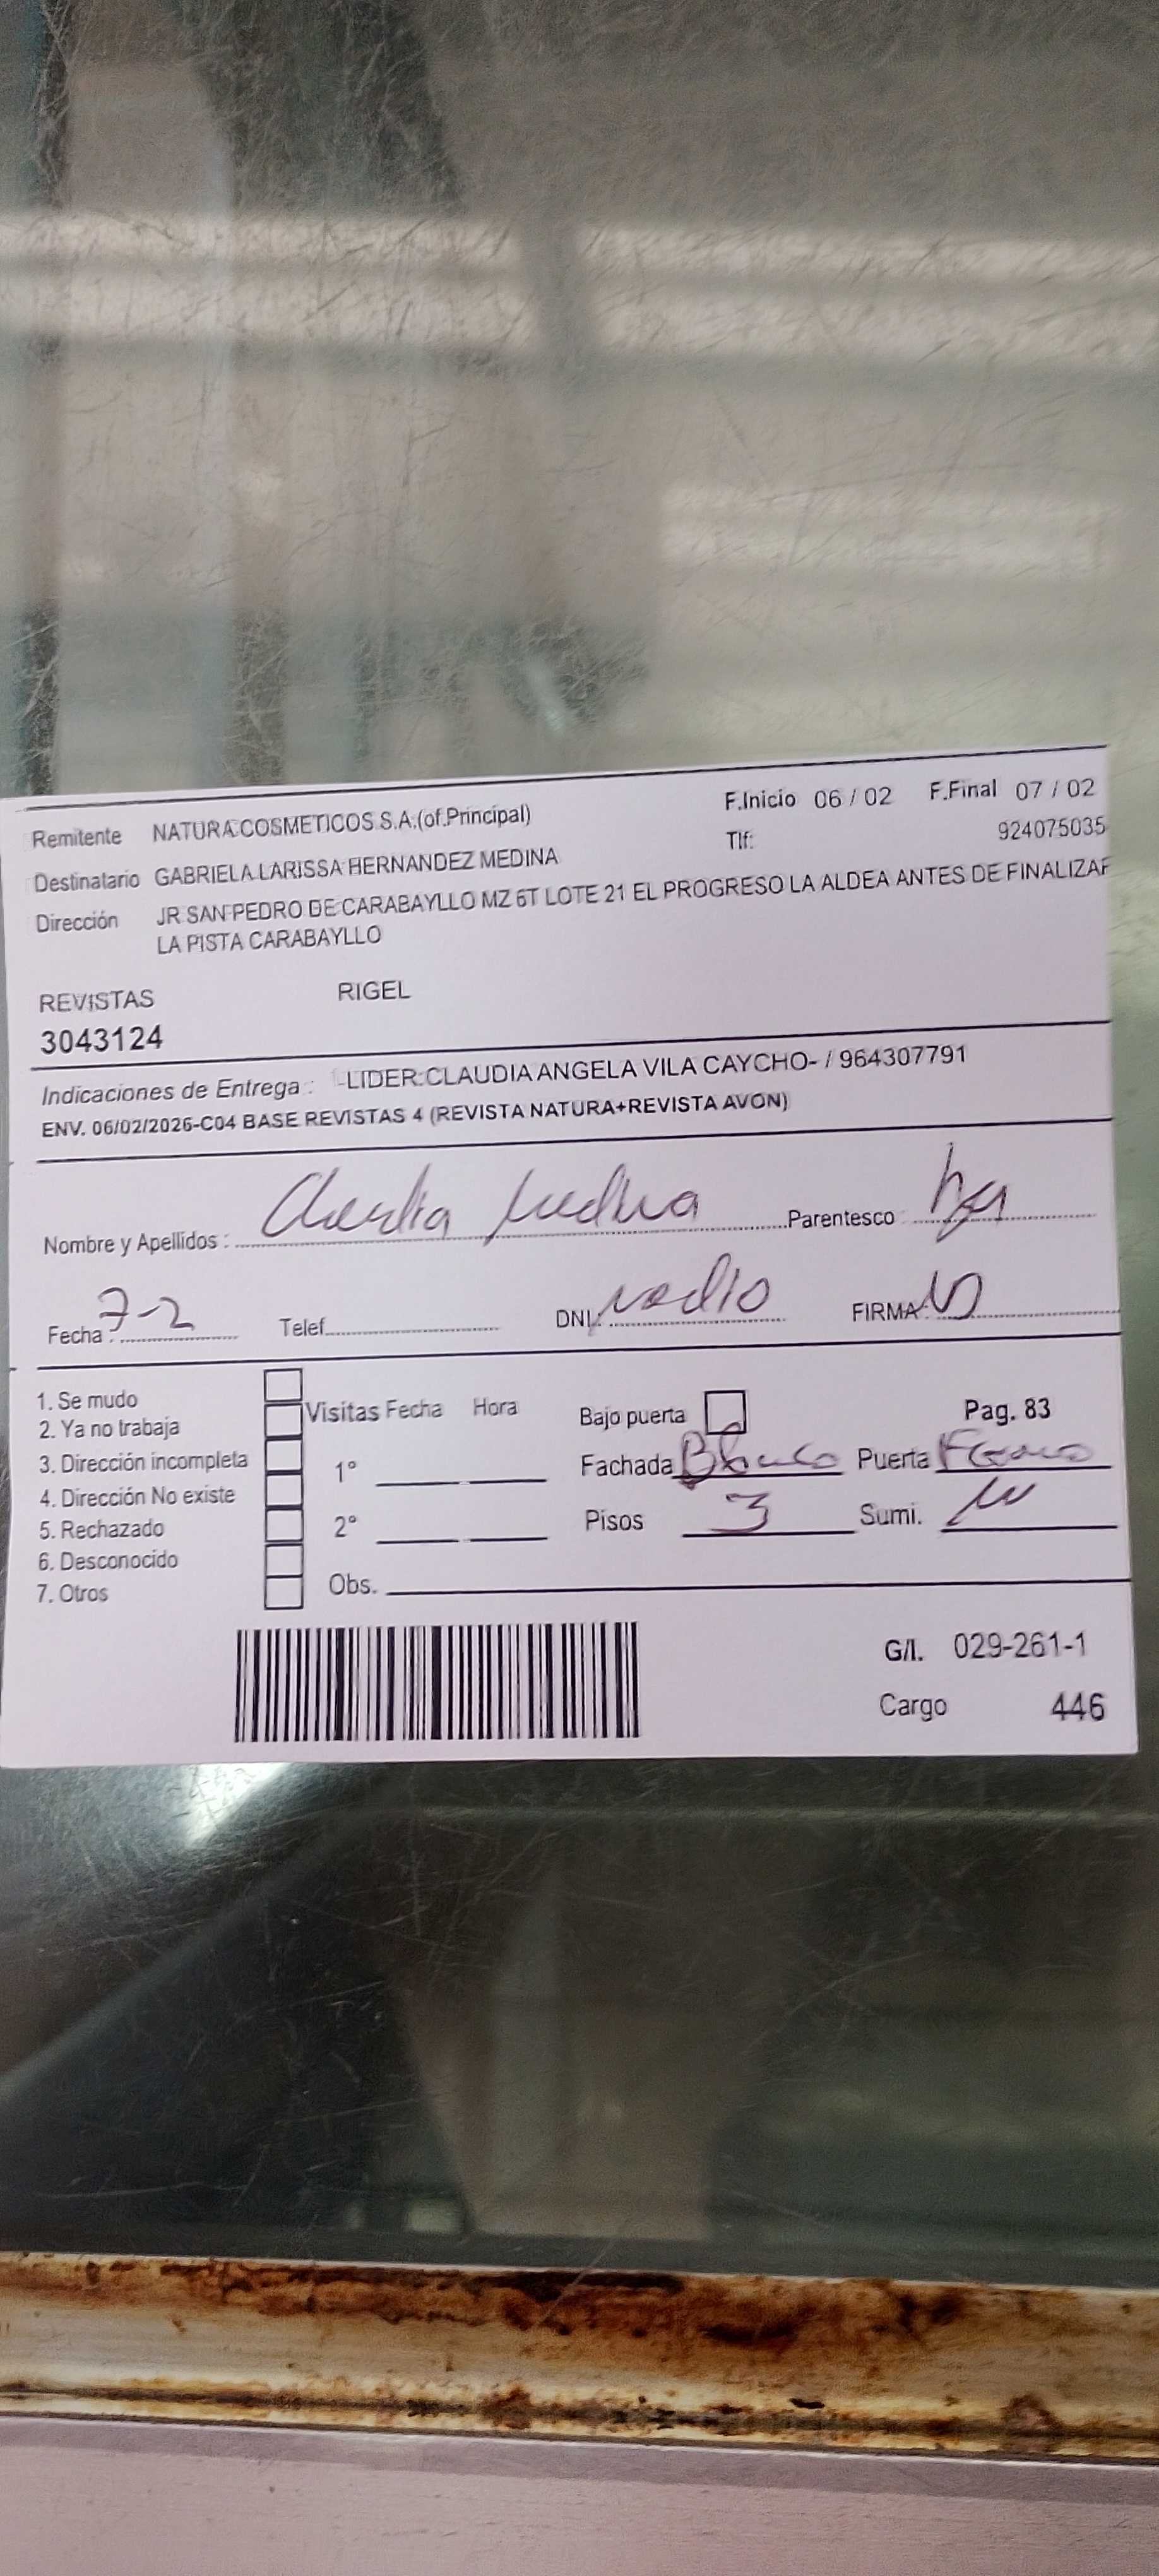 F.Inicio 06 / 02 F.Final 07 / 02
Remitente NATURA COSMETICOS S.A.(of.Principal)
Tlf: 924075035
Destinatario GABRIELA LARISSA HERNANDEZ MEDINA
Dirección JR SAN PEDRO DE CARABAYLLO MZ 6T LOTE 21 EL PROGRESO LA ALDEA ANTES DE FINALIZAR
LA PISTA CARABAYLLO
REVISTAS RIGEL
3043124
Indicaciones de Entrega : -LIDER:CLAUDIA ANGELA VILA CAYCHO- / 964307791
ENV. 06/02/2026-C04 BASE REVISTAS 4 (REVISTA NATURA+REVISTA AVON)
Nombre y Apellidos : Medina Parentesco
Fecha : 7-2 Telef. DNI.: FIRMA
1. Se mudo
2. Ya no trabaja
3. Dirección incompleta
4. Dirección No existe
5. Rechazado
6. Desconocido
7. Otros
Visitas Fecha Hora
1°
2°
Obs.
Bajo puerta Pag. 83
Fachada Blanco Puerta
Pisos 3 Sumi.
G/I. 029-261-1
Cargo 446